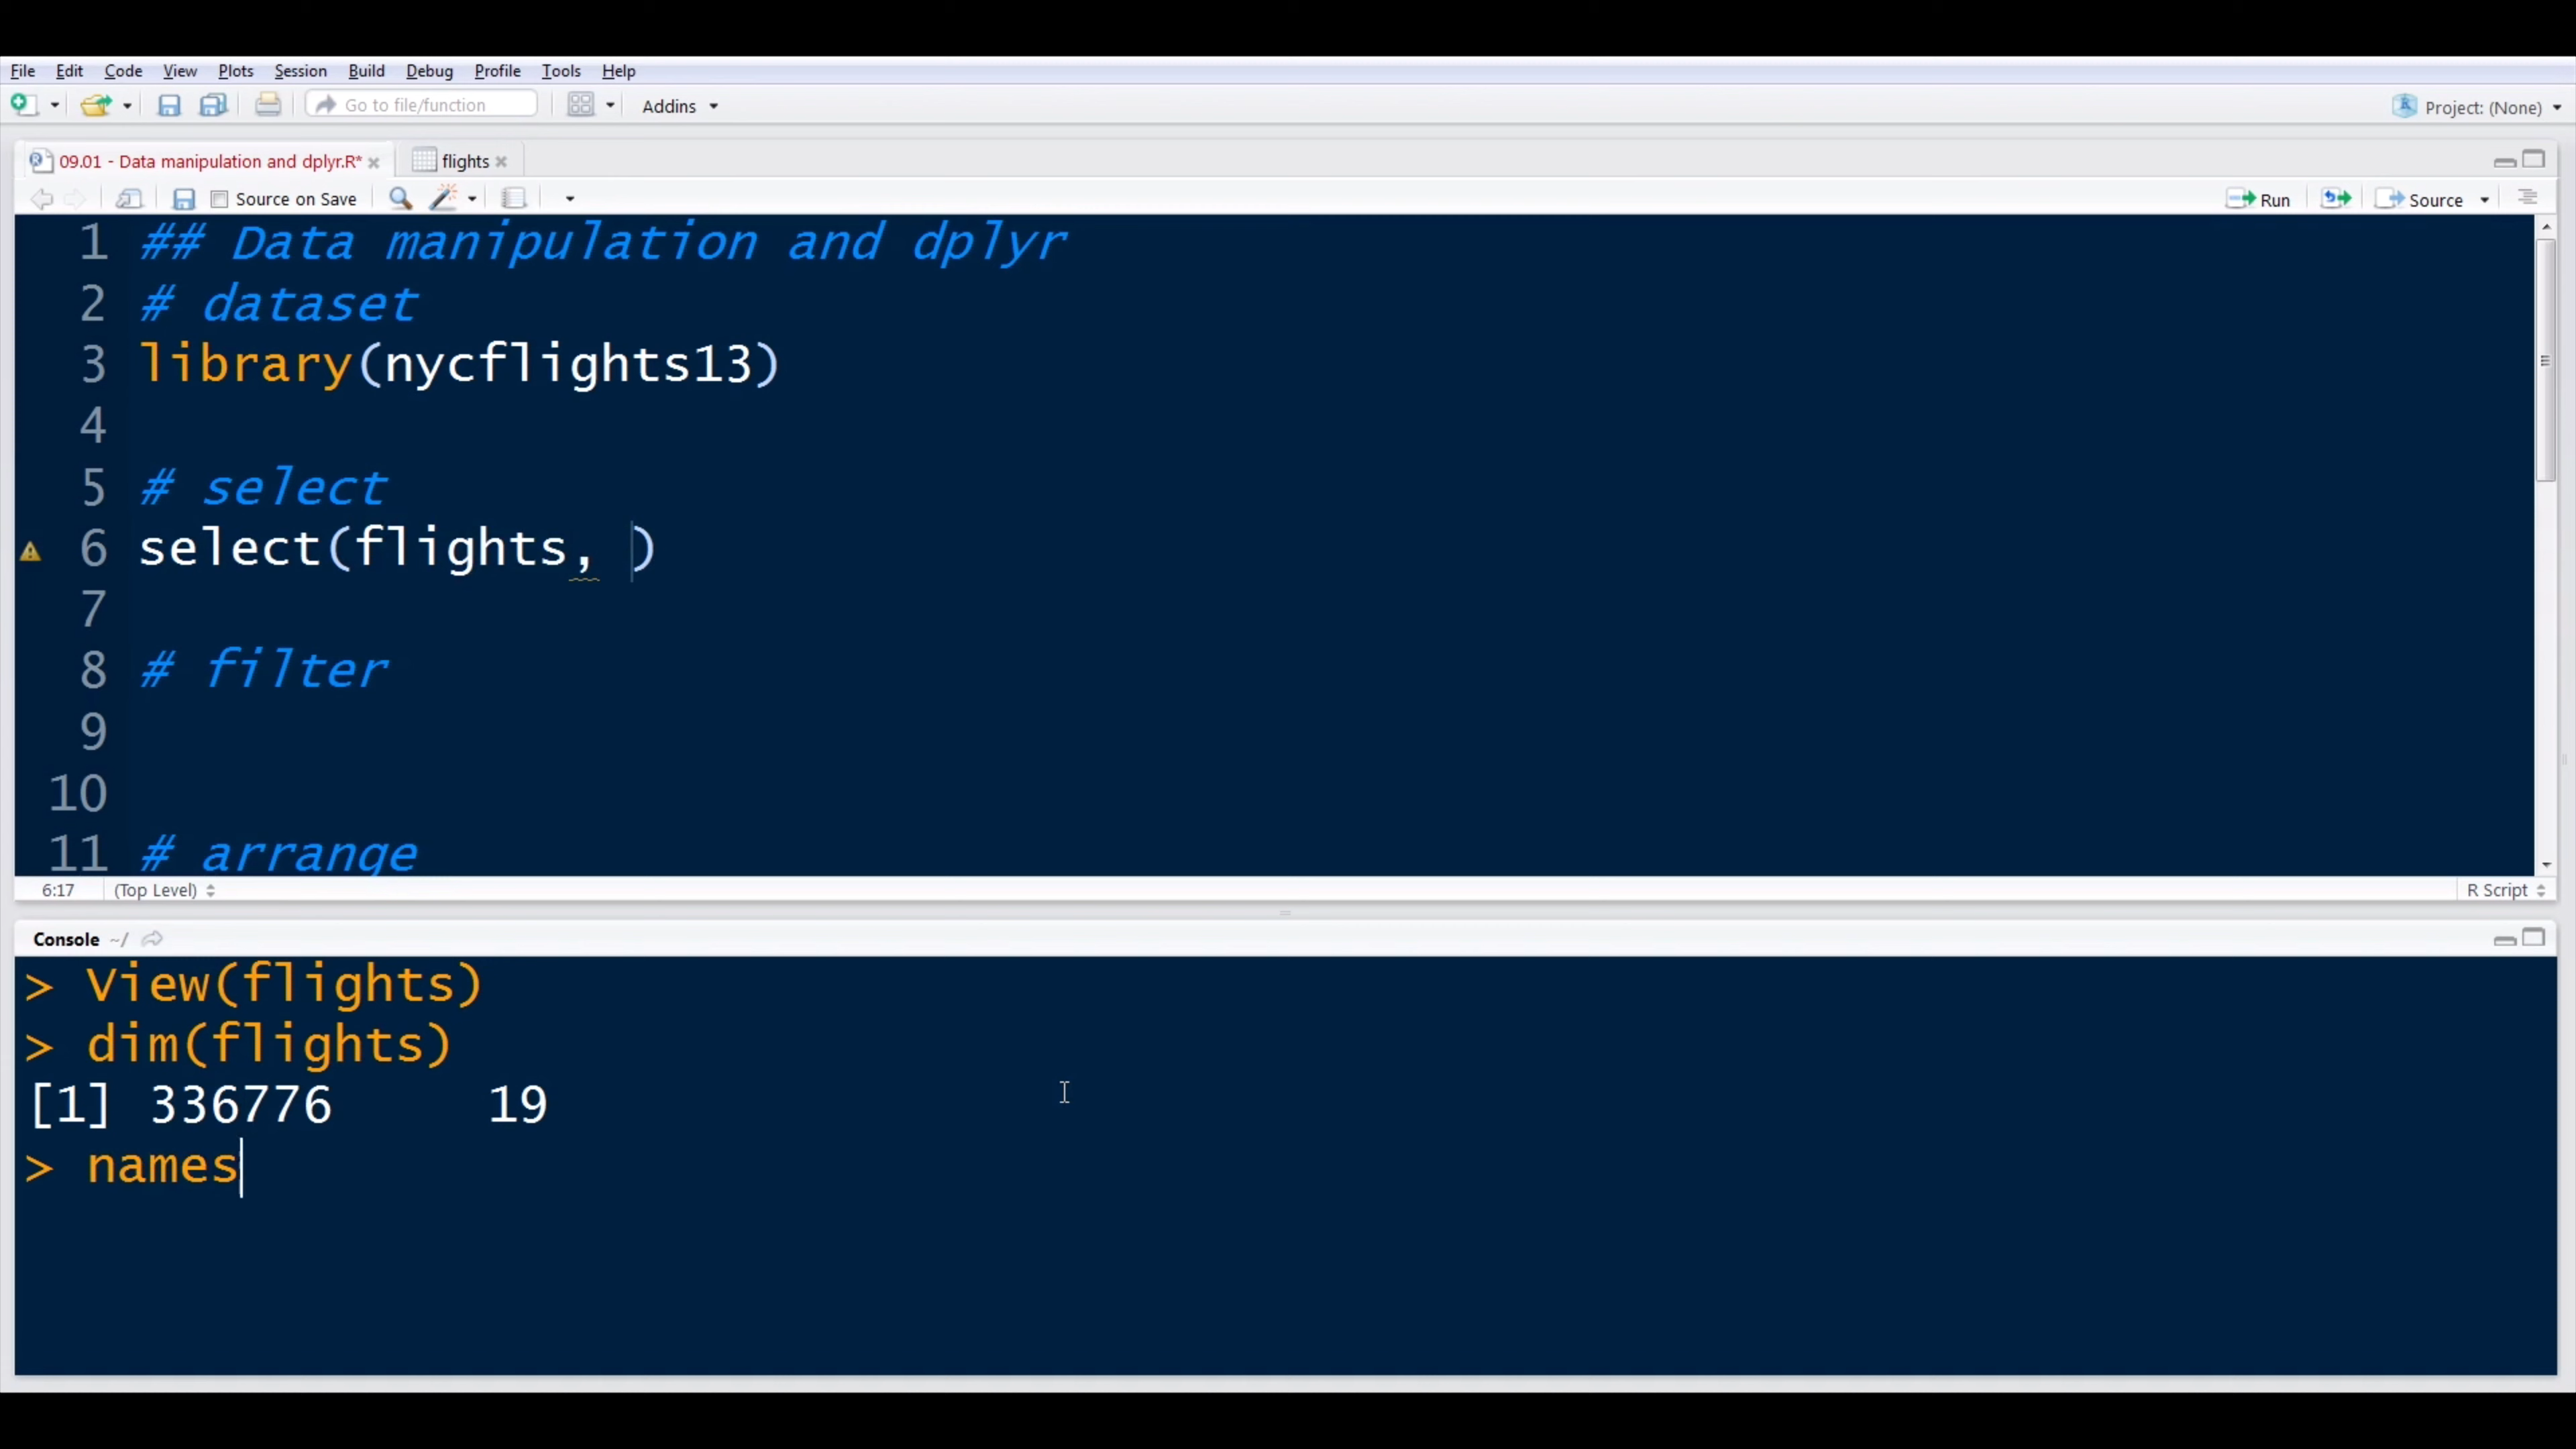 File Edit Code View Plots Session Build Debug Profile Tools Help
Go to file/function Addins Project: (None)
09.01 - Data manipulation and dplyr.R* flights
Source on Save Run Source
1 ## Data manipulation and dplyr
2 # dataset
3 library(nycflights13)
4
5 # select
6 select(flights, )
7
8 # filter
9
10
11 # arrange
6:17 (Top Level) R Script
Console ~/
> View(flights)
> dim(flights)
[1] 336776 19
> names